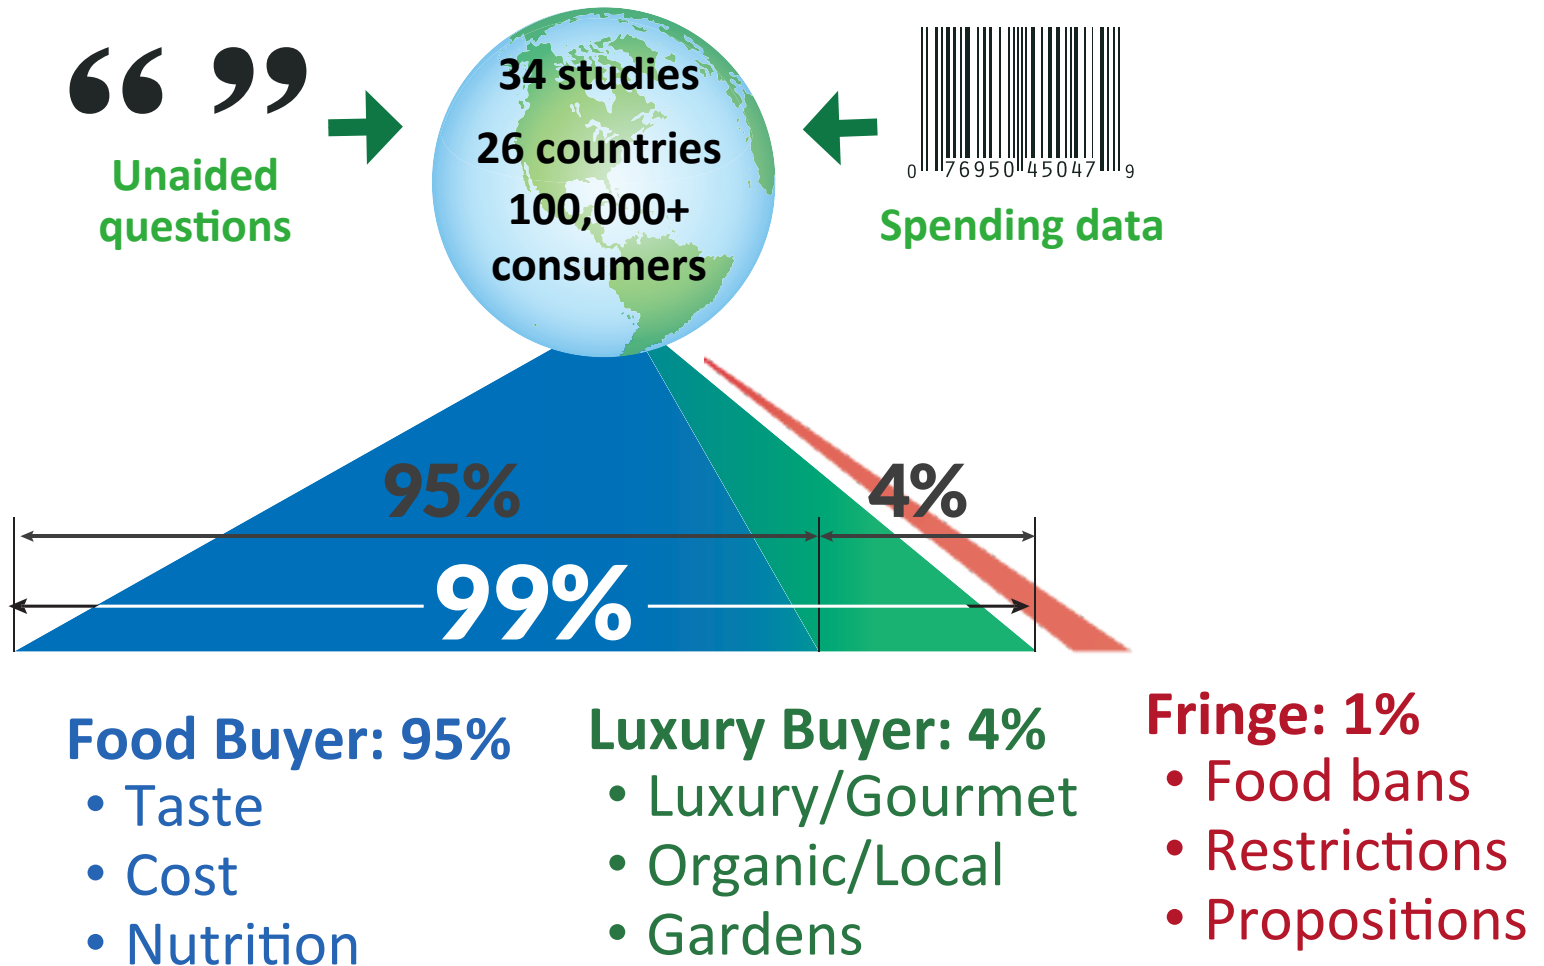 “ ”
Unaided
questions
34 studies
26 countries
100,000+
consumers
0 76950 45047 9
Spending data
95%
4%
99%
Food Buyer: 95%
• Taste
• Cost
• Nutrition
Luxury Buyer: 4%
• Luxury/Gourmet
• Organic/Local
• Gardens
Fringe: 1%
• Food bans
• Restrictions
• Propositions